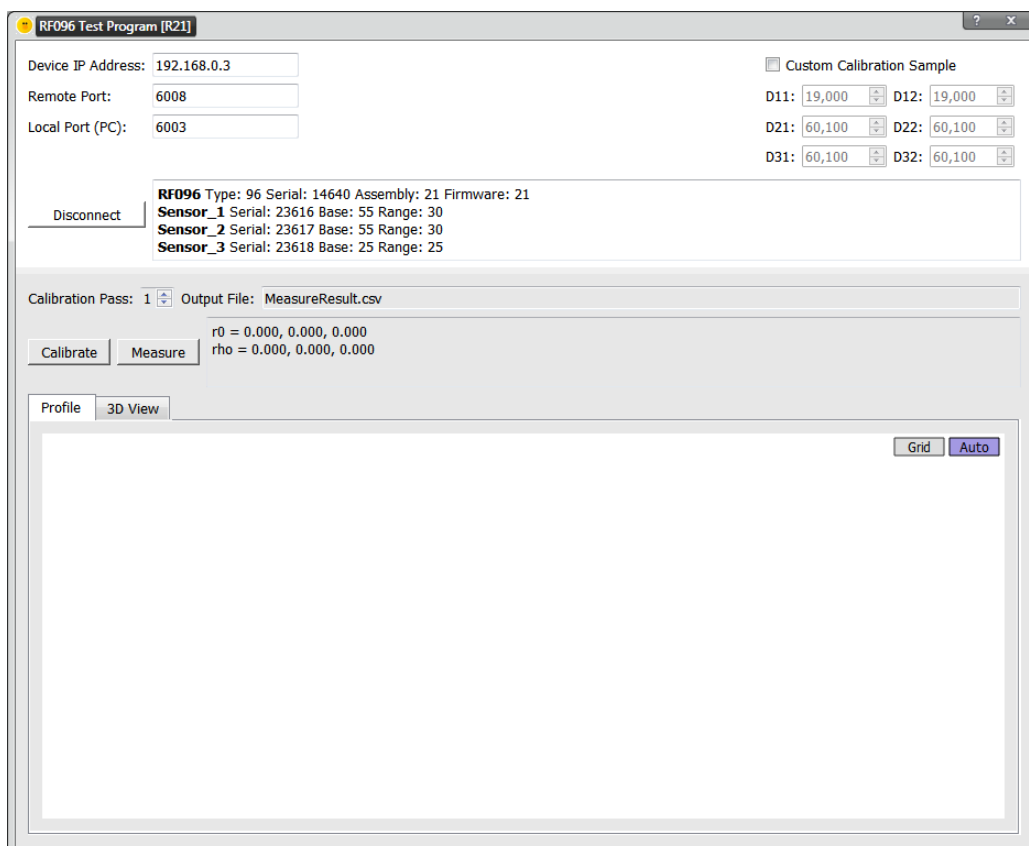 RF096 Test Program [R21]
? x
Device IP Address: 192.168.0.3
Remote Port: 6008
Local Port (PC): 6003
Custom Calibration Sample
D11: 19,000 D12: 19,000
D21: 60,100 D22: 60,100
D31: 60,100 D32: 60,100
Disconnect
RF096 Type: 96 Serial: 14640 Assembly: 21 Firmware: 21
Sensor_1 Serial: 23616 Base: 55 Range: 30
Sensor_2 Serial: 23617 Base: 55 Range: 30
Sensor_3 Serial: 23618 Base: 25 Range: 25
Calibration Pass: 1 Output File: MeasureResult.csv
Calibrate Measure
r0 = 0.000, 0.000, 0.000
rho = 0.000, 0.000, 0.000
Profile 3D View
Grid Auto